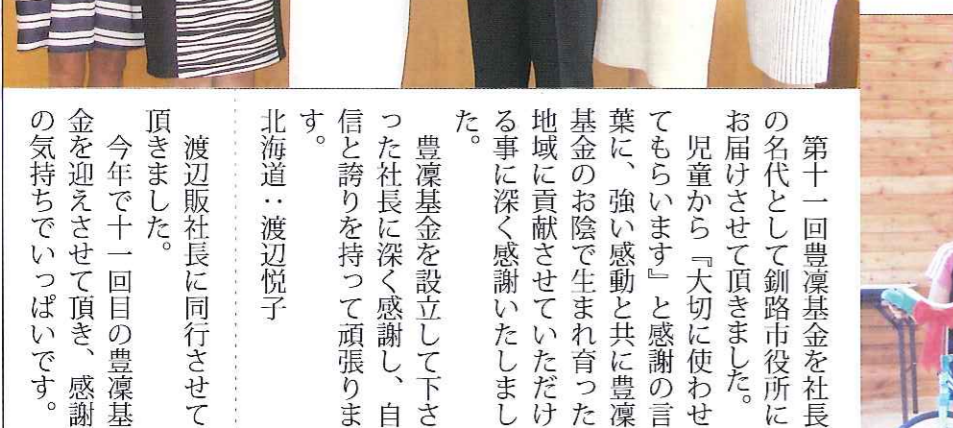 第十一回豊凜基金を社長
の名代として釧路市役所に
お届けさせて頂きました。
児童から『大切に使わせ
てもらいます』と感謝の言
葉に、強い感動と共に豊凜
基金のお陰で生まれ育った
地域に貢献させていただけ
る事に深く感謝いたしまし
た。
豊凜基金を設立して下さ
った社長に深く感謝し、自
信と誇りを持って頑張りま
す。
北海道：渡辺悦子
渡辺販社長に同行させて
頂きました。
今年で十一回目の豊凜基
金を迎えさせて頂き、感謝
の気持ちでいっぱいです。